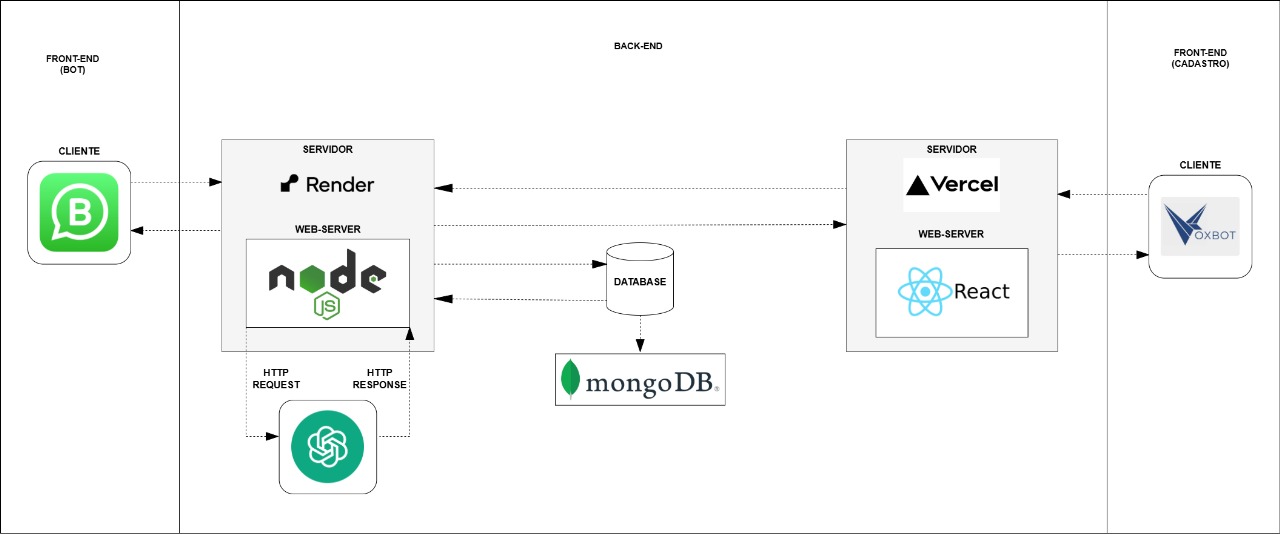 FRONT-END
(BOT)
BACK-END
FRONT-END
(CADASTRO)
CLIENTE
B
SERVIDOR
Render
WEB-SERVER
node
JS
HTTP
REQUEST
HTTP
RESPONSE
DATABASE
mongoDB®
SERVIDOR
Vercel
WEB-SERVER
React
CLIENTE
VOXBOT